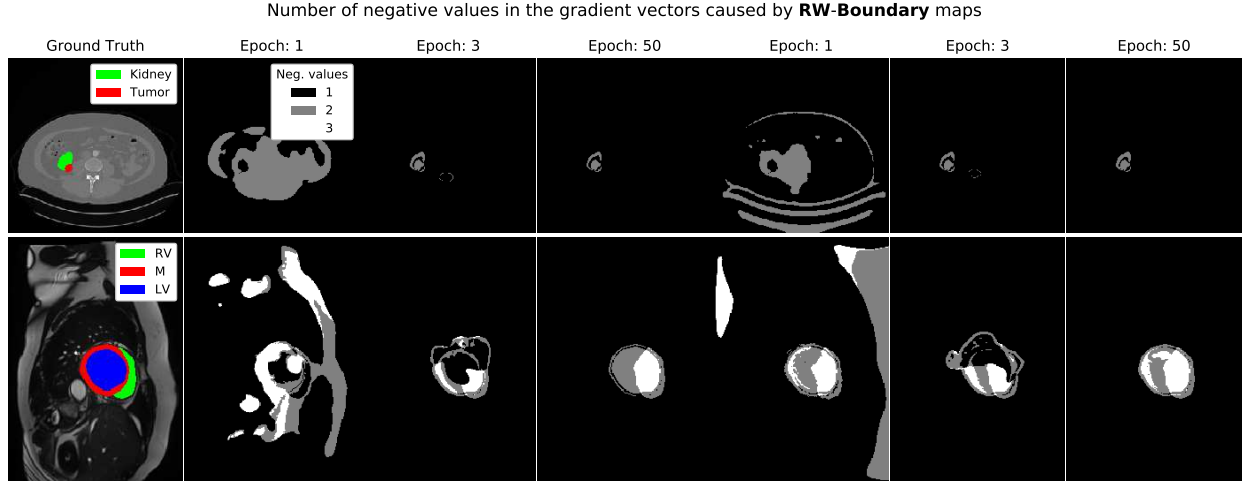 Number of negative values in the gradient vectors caused by RW-Boundary maps
Ground Truth
Epoch: 1
Epoch: 3
Epoch: 50
Epoch: 1
Epoch: 3
Epoch: 50
Kidney
Tumor
Neg. values
1
2
3
RV
M
LV